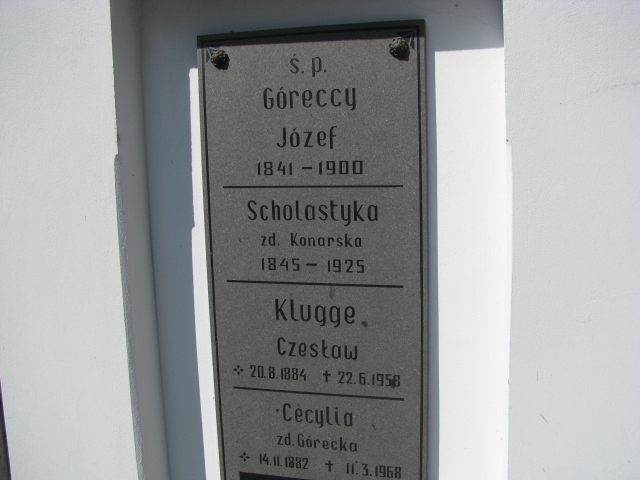 ś. p.
Góreccy
Józef
1841 – 1900
Scholastyka
zd. Konarska
1845 – 1925
Klugge
Czesław
20.8.1884 † 22.6.1958
Cecylia
zd. Górecka
14.11.1882 † 11.3.1968